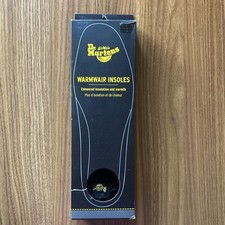 Dr.
Martens
WARMWAIR INSOLES
Enhanced insulation and warmth
Plus d'isolation et de chaleur